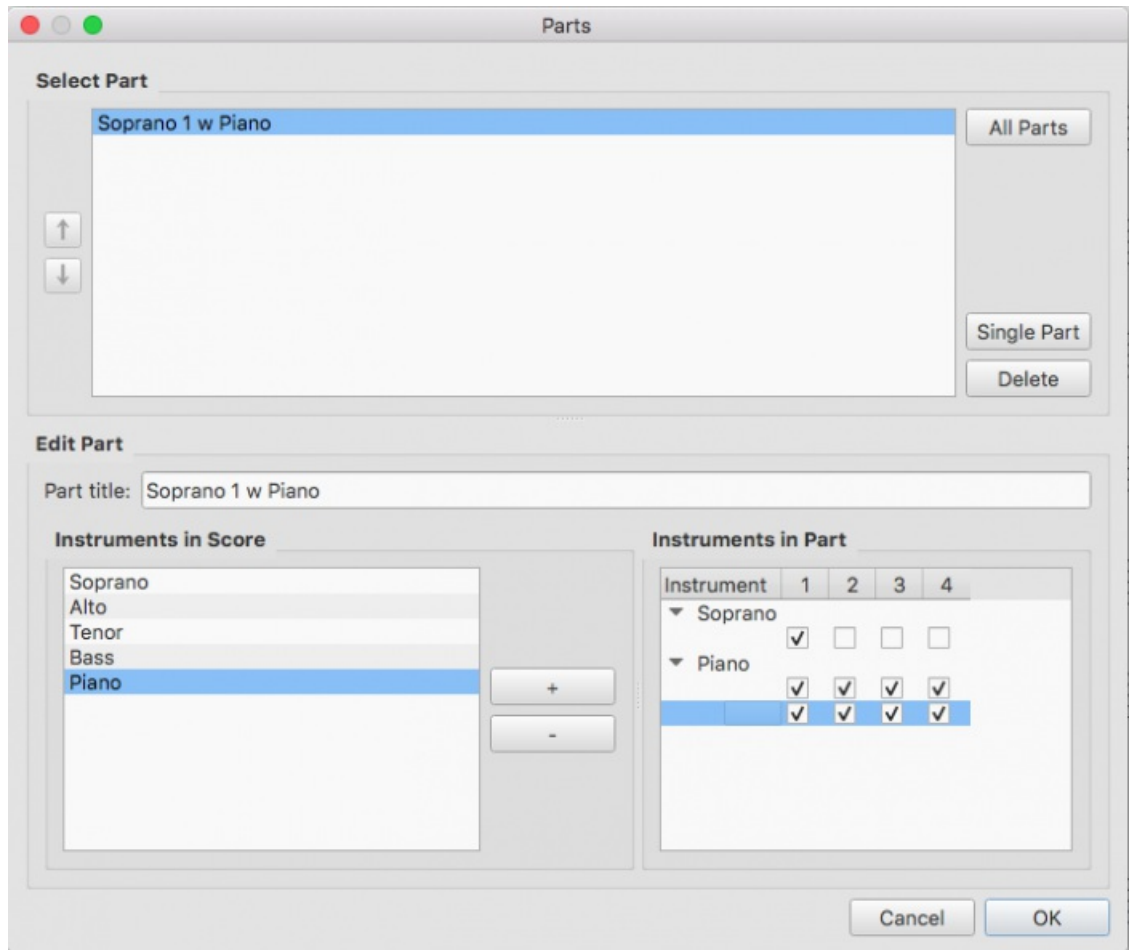 Parts
Select Part
Soprano 1 w Piano
All Parts
Single Part
Delete
Edit Part
Part title: Soprano 1 w Piano
Instruments in Score
Soprano
Alto
Tenor
Bass
Piano
+
-
Instruments in Part
Instrument 1 2 3 4
Soprano
Piano
Cancel OK